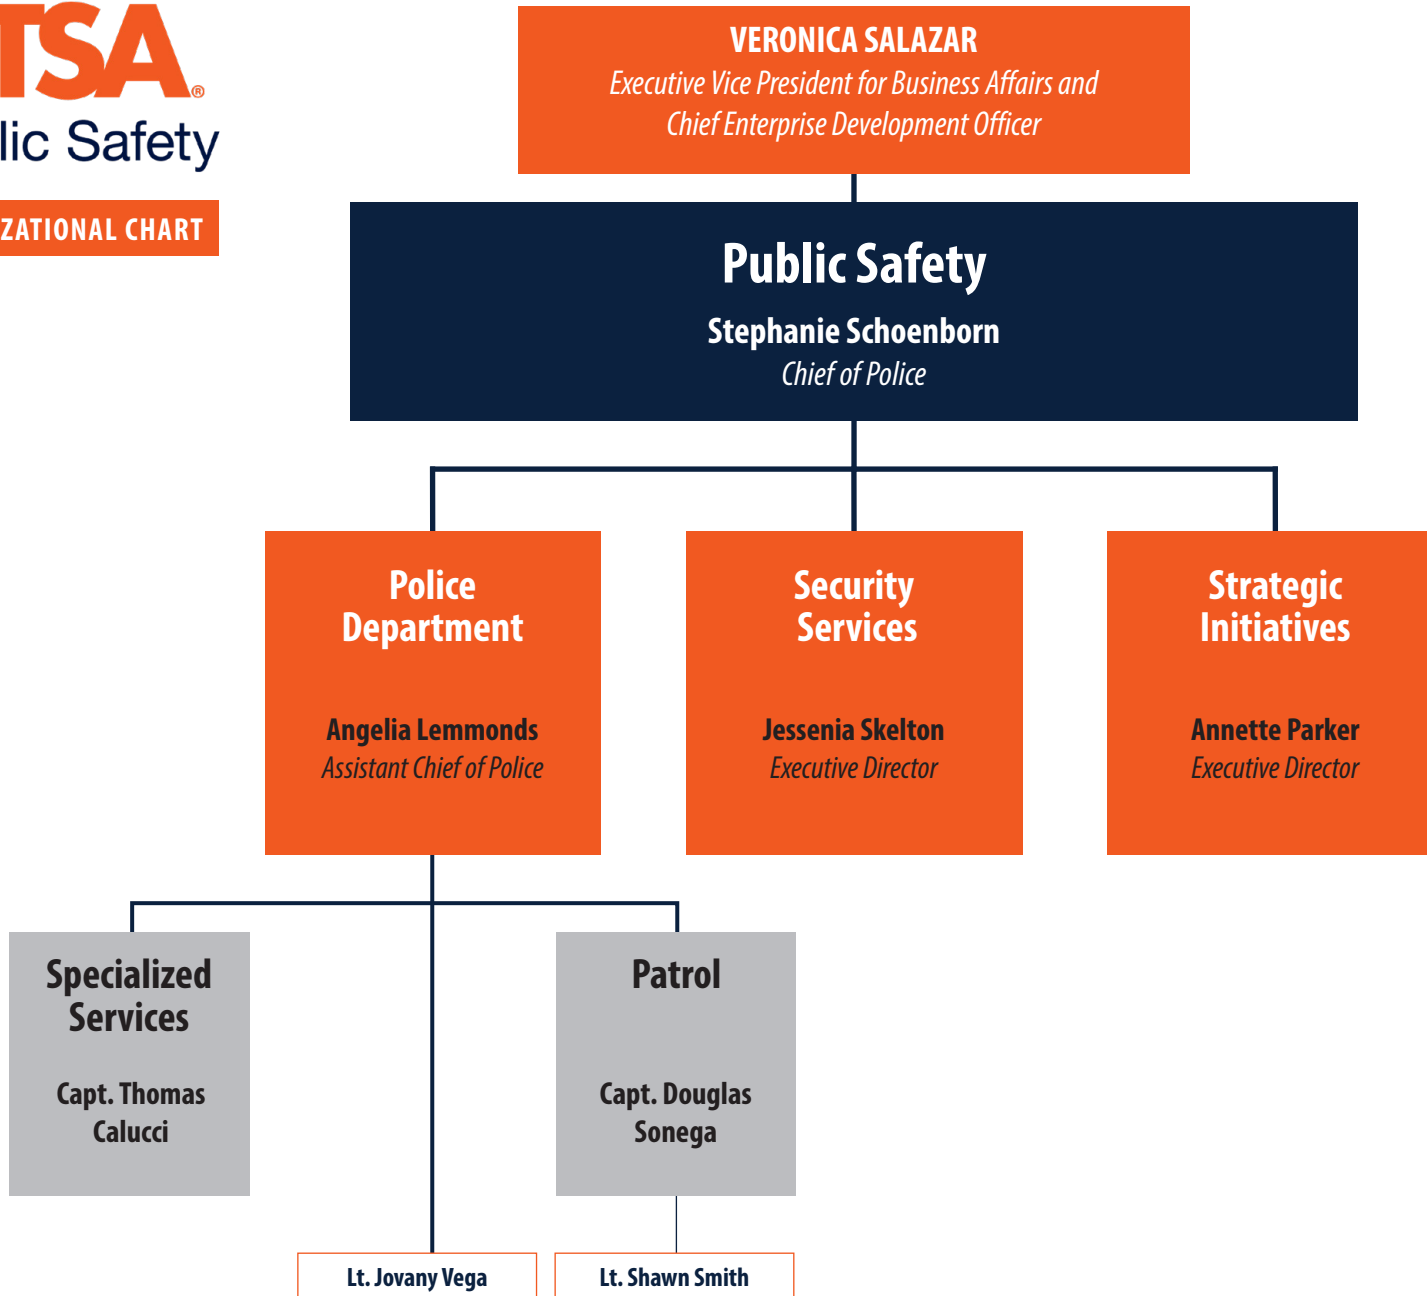 TSA®
lic Safety
ZATIONAL CHART
VERONICA SALAZAR
Executive Vice President for Business Affairs and
Chief Enterprise Development Officer
Public Safety
Stephanie Schoenborn
Chief of Police
Police
Department
Angelia Lemmonds
Assistant Chief of Police
Security
Services
Jessenia Skelton
Executive Director
Strategic
Initiatives
Annette Parker
Executive Director
Specialized
Services
Capt. Thomas
Calucci
Patrol
Capt. Douglas
Sonega
Lt. Jovany Vega
Lt. Shawn Smith